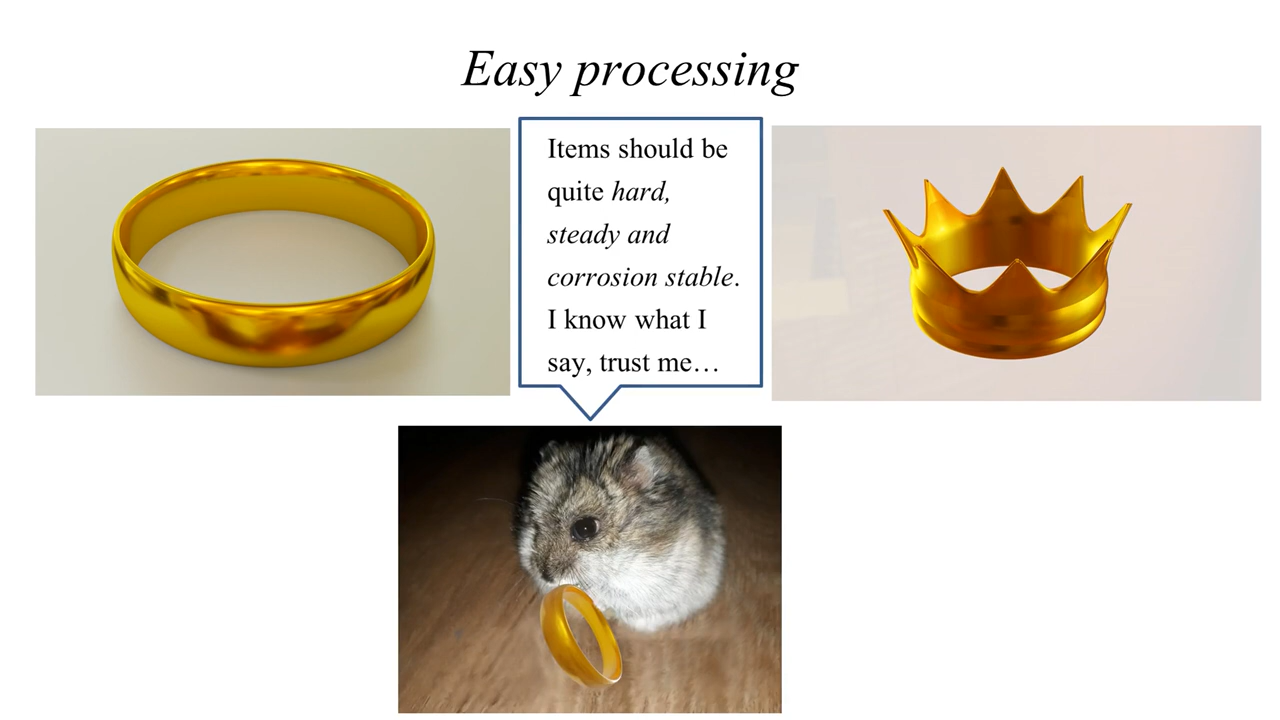 Easy processing
Items should be
quite hard,
steady and
corrosion stable.
I know what I
say, trust me…